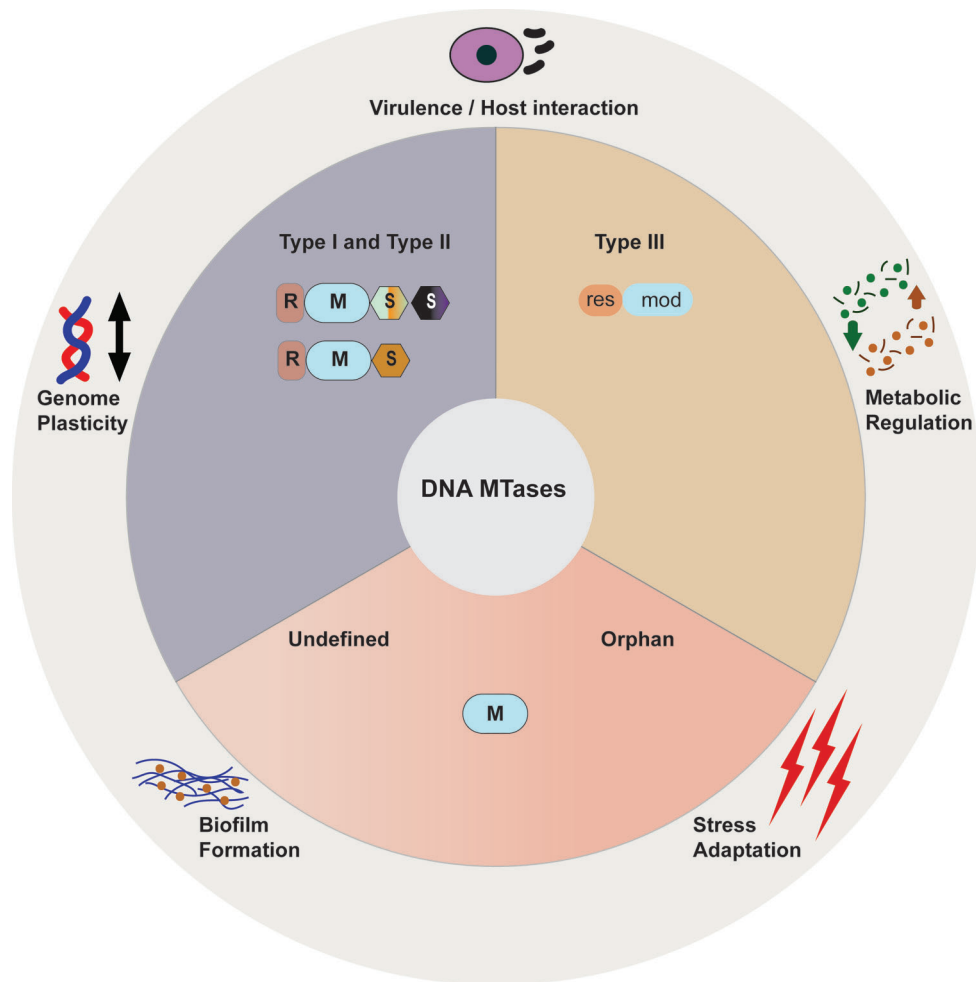 Virulence / Host interaction
Type I and Type II
Type III
R M S S
res mod
R M S
Genome
Plasticity
Metabolic
Regulation
DNA MTases
Undefined
Orphan
M
Biofilm
Formation
Stress
Adaptation